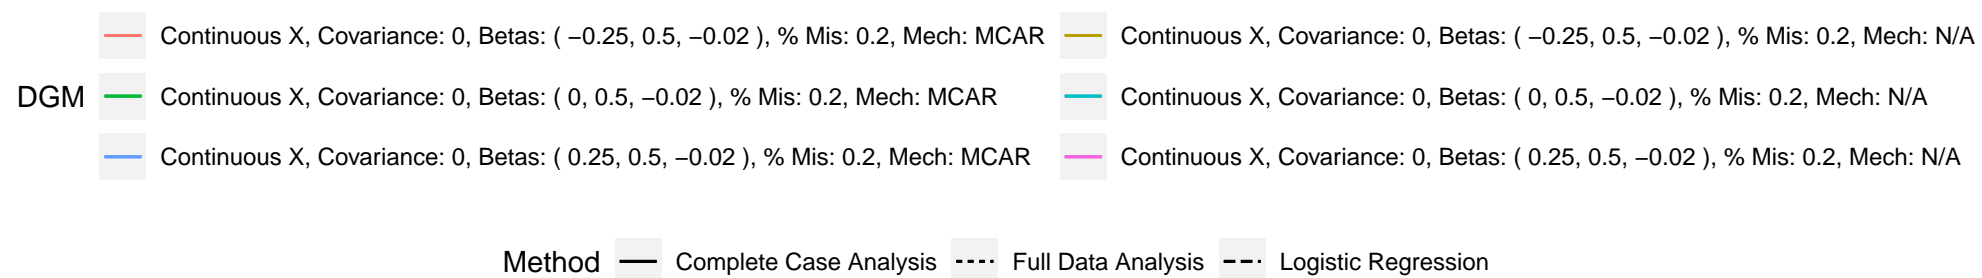 Continuous X, Covariance: 0, Betas: ( −0.25, 0.5, −0.02 ), % Mis: 0.2, Mech: MCAR Continuous X, Covariance: 0, Betas: ( −0.25, 0.5, −0.02 ), % Mis: 0.2, Mech: N/A
DGM Continuous X, Covariance: 0, Betas: ( 0, 0.5, −0.02 ), % Mis: 0.2, Mech: MCAR Continuous X, Covariance: 0, Betas: ( 0, 0.5, −0.02 ), % Mis: 0.2, Mech: N/A
Continuous X, Covariance: 0, Betas: ( 0.25, 0.5, −0.02 ), % Mis: 0.2, Mech: MCAR Continuous X, Covariance: 0, Betas: ( 0.25, 0.5, −0.02 ), % Mis: 0.2, Mech: N/A
Method Complete Case Analysis Full Data Analysis Logistic Regression